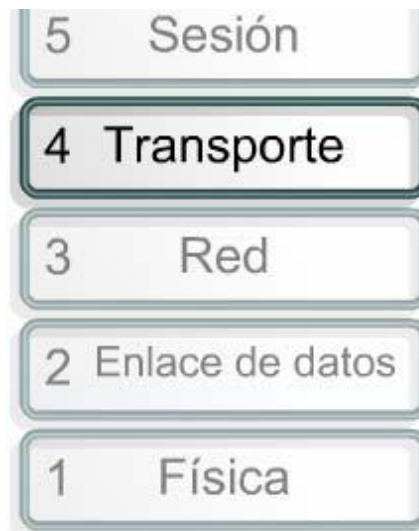 5 Sesión
4 Transporte
3 Red
2 Enlace de datos
1 Física